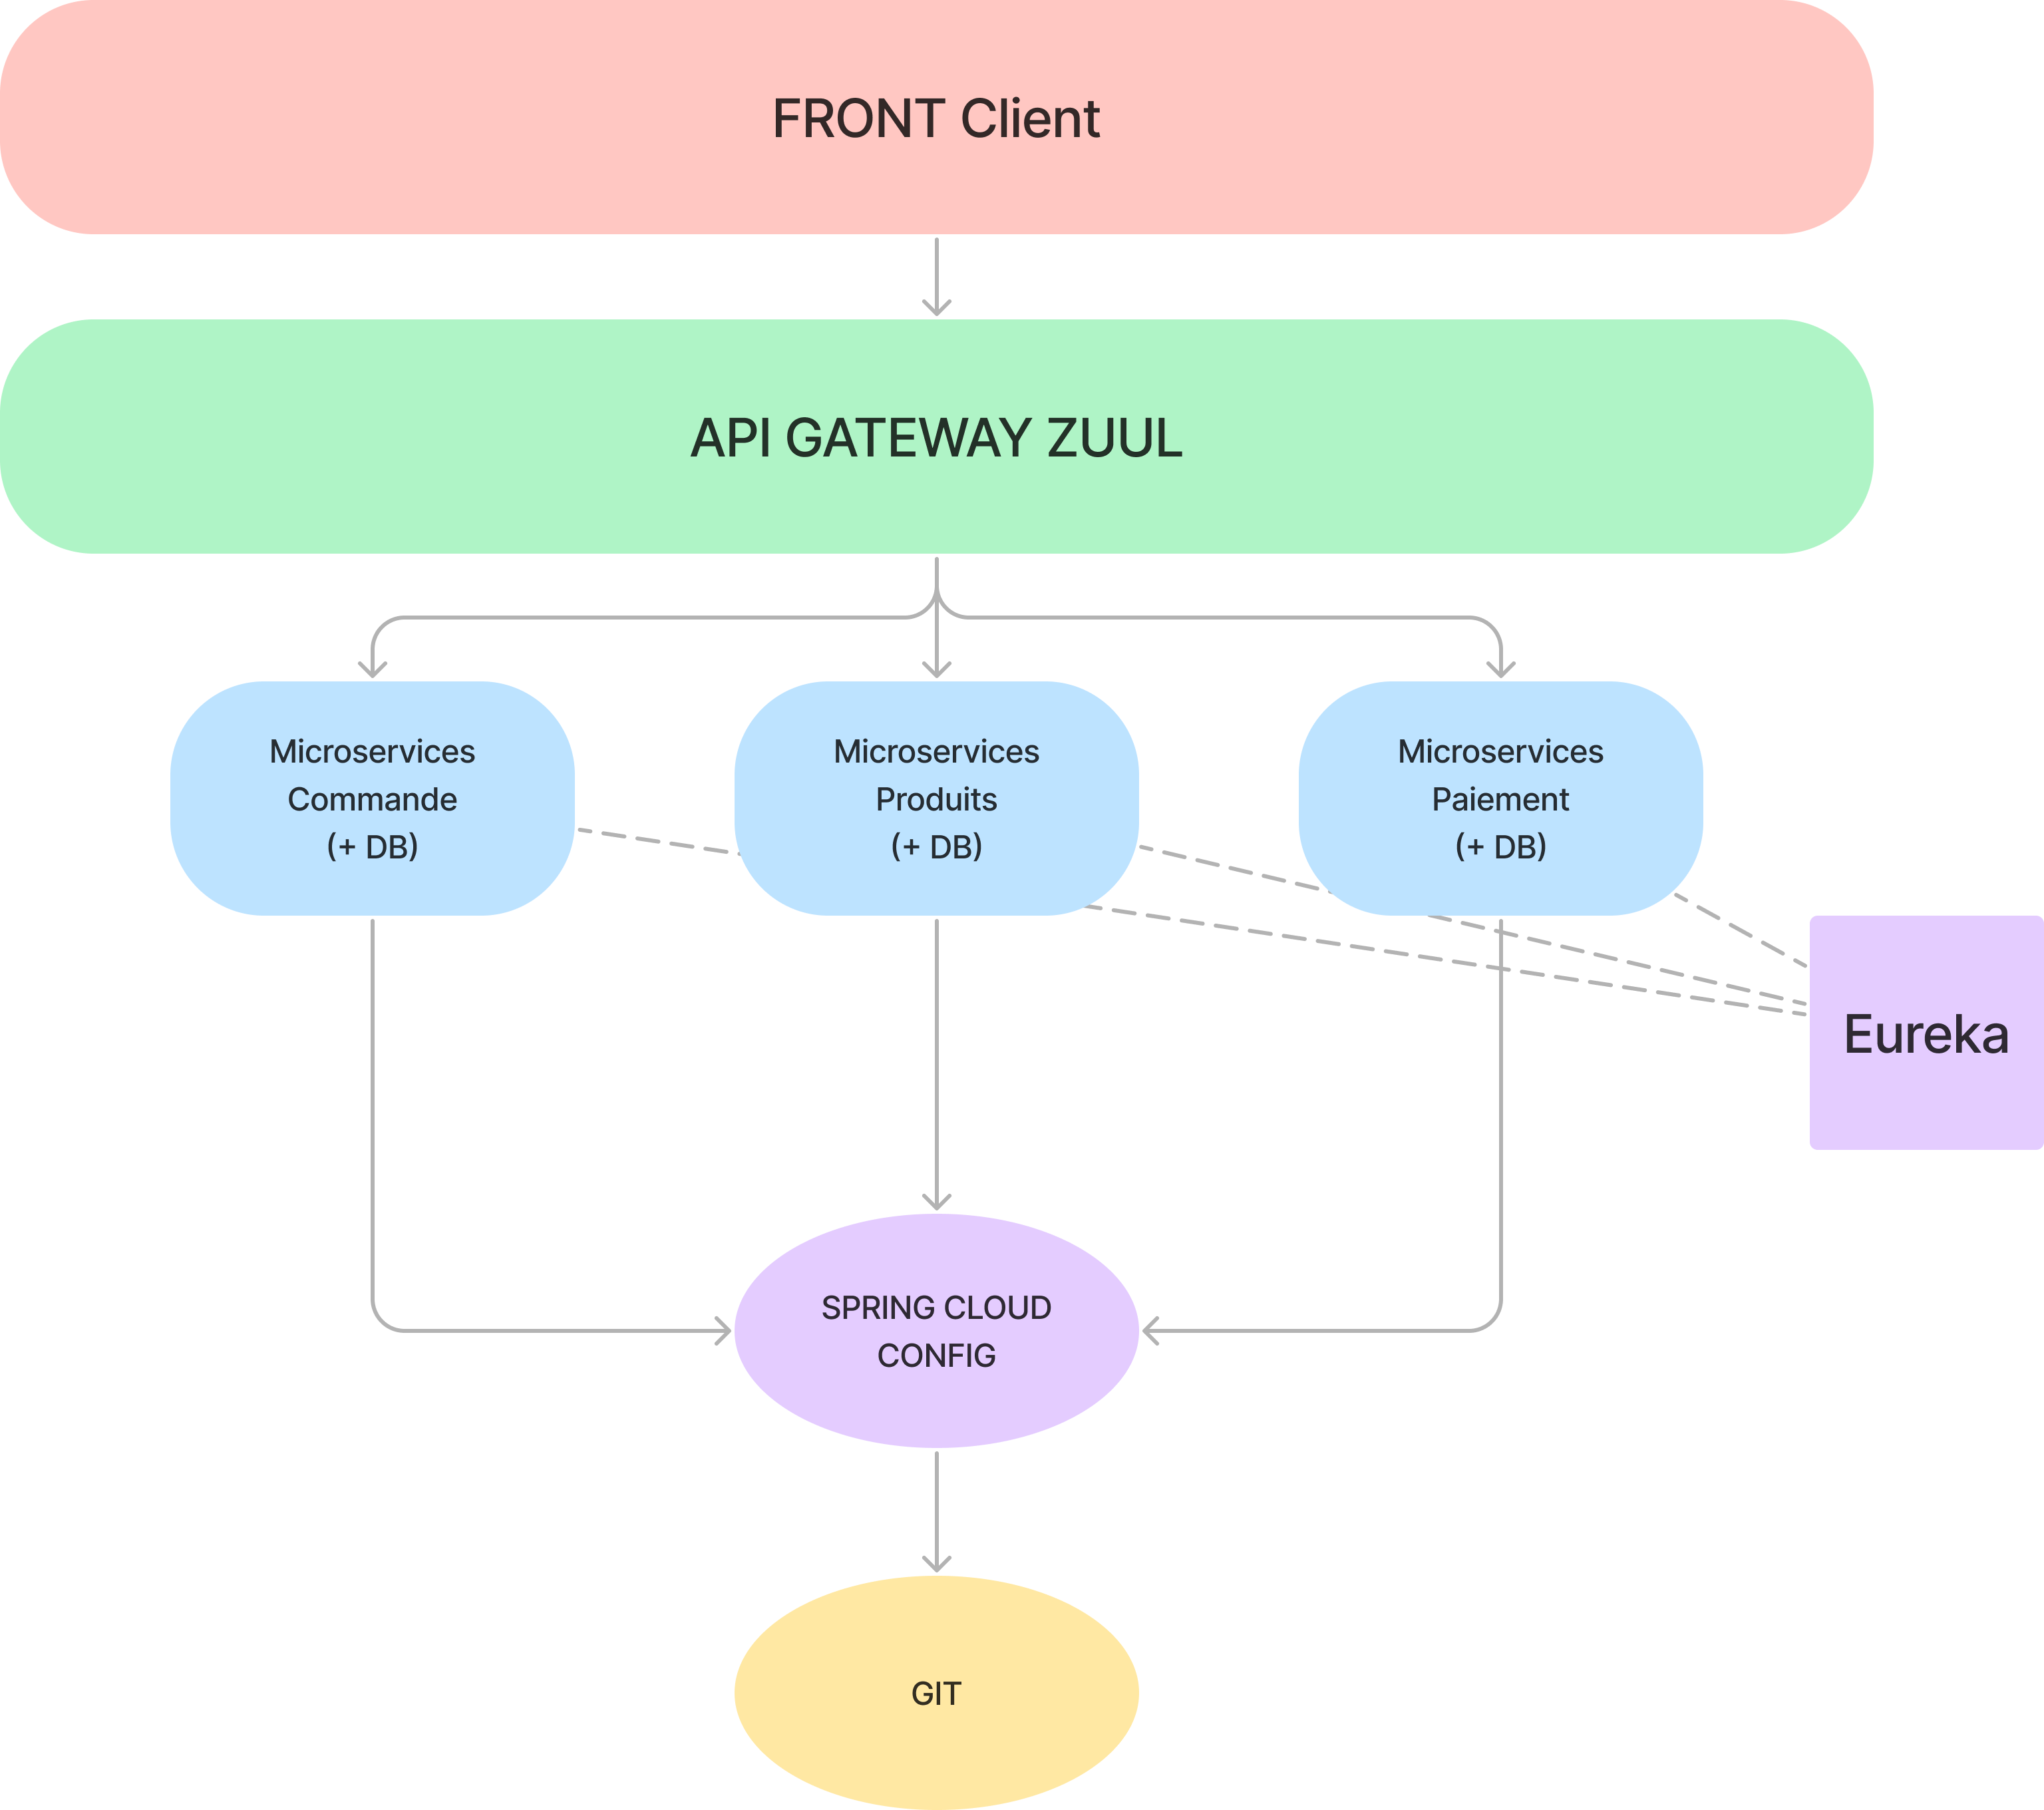 FRONT Client
API GATEWAY ZUUL
Microservices
Commande
(+ DB)
Microservices
Produits
(+ DB)
Microservices
Paiement
(+ DB)
Eureka
SPRING CLOUD
CONFIG
GIT